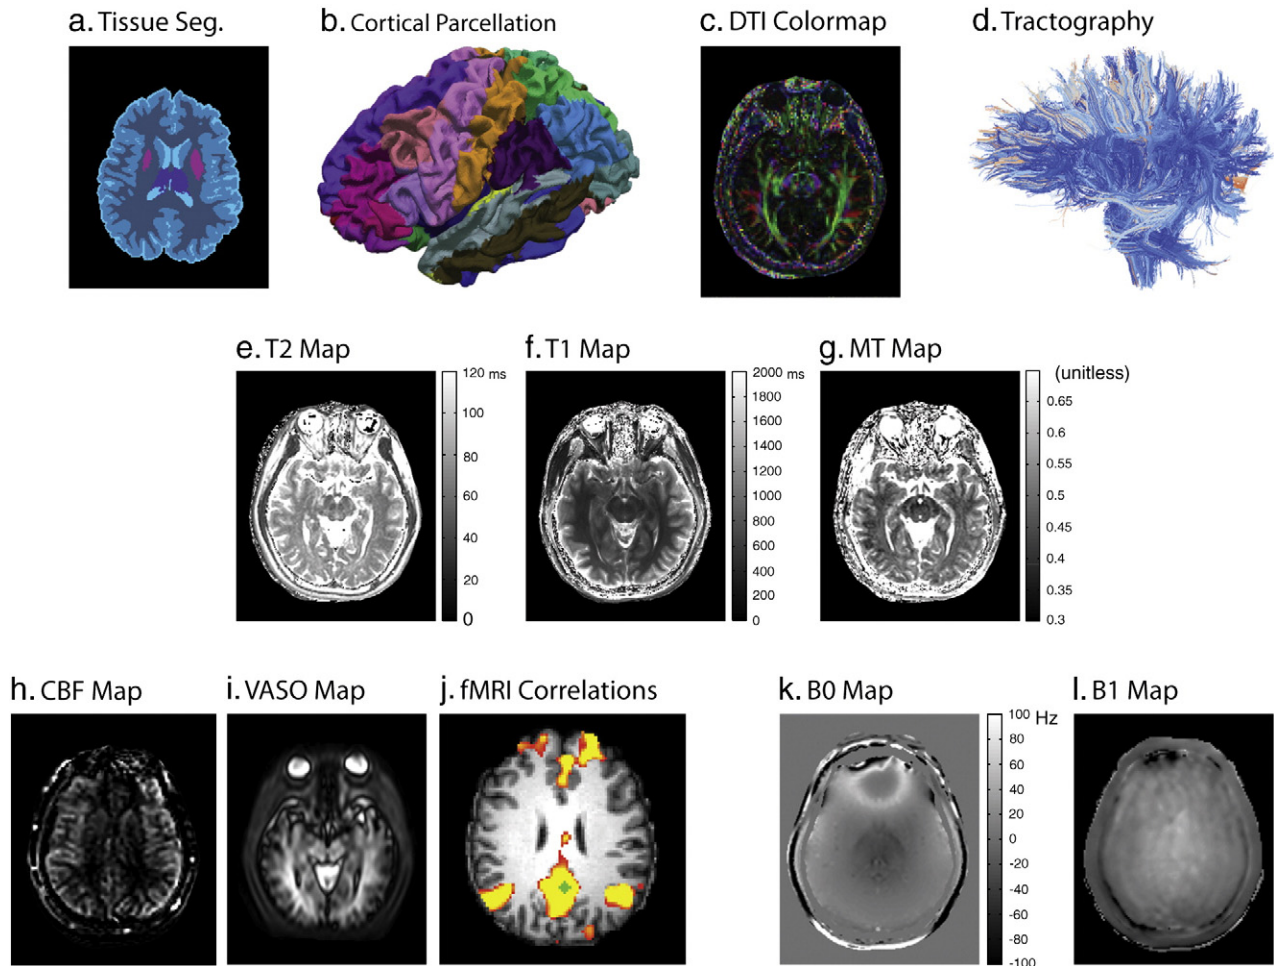 a. Tissue Seg.
b. Cortical Parcellation
c. DTI Colormap
d. Tractography
e. T2 Map
120 ms
100
80
60
40
20
0
f. T1 Map
2000 ms
1800
1600
1400
1200
1000
800
600
400
200
0
g. MT Map
(unitless)
0.65
0.6
0.55
0.5
0.45
0.4
0.35
0.3
h. CBF Map
i. VASO Map
j. fMRI Correlations
k. B0 Map
100 Hz
80
60
40
20
0
-20
-40
-60
-80
-100
l. B1 Map